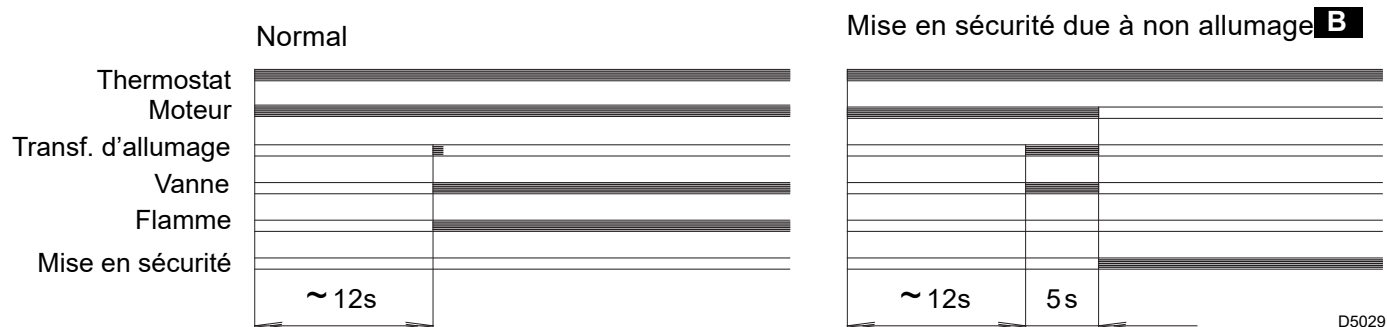 Normal
Mise en sécurité due à non allumage B
Thermostat
Moteur
Transf. d’allumage
Vanne
Flamme
Mise en sécurité
~ 12s
~ 12s
5 s
D5029